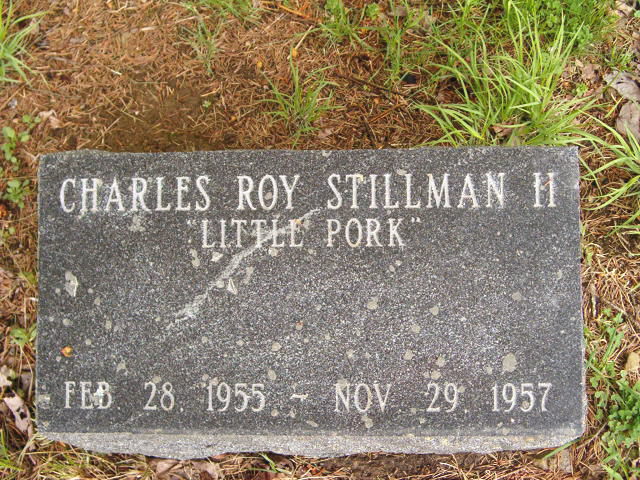 CHARLES ROY STILLMAN II
"LITTLE PORK"
FEB 28, 1955 ~ NOV 29, 1957